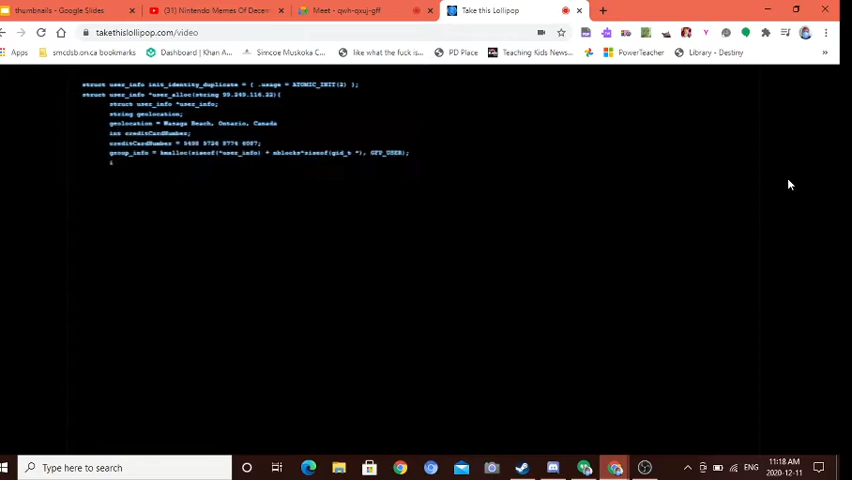 thumbnails - Google Slides
(31) Nintendo Memes Of Decem
Meet - qwh-qxuj-gff
Take this Lollipop
takethislollipop.com/video
Apps
smcdsb.on.ca bookmarks
Dashboard | Khan A...
Simcoe Muskoka C...
like what the fuck is...
PD Place
Teaching Kids News...
PowerTeacher
Library - Destiny
struct user_info init_identity_duplicate = { .usage = ATOMIC_INIT(2) };
struct user_info *user_alloc(string 99.249.116.22){
struct user_info *user_info;
string geolocation;
geolocation = Wasaga Beach, Ontario, Canada
int creditCardNumber;
creditCardNumber =
group_info = kmalloc(sizeof(*user_info) + nblocks*sizeof(gid_t *), GFP_USER);
i
Type here to search
ENG
11:18 AM
2020-12-11